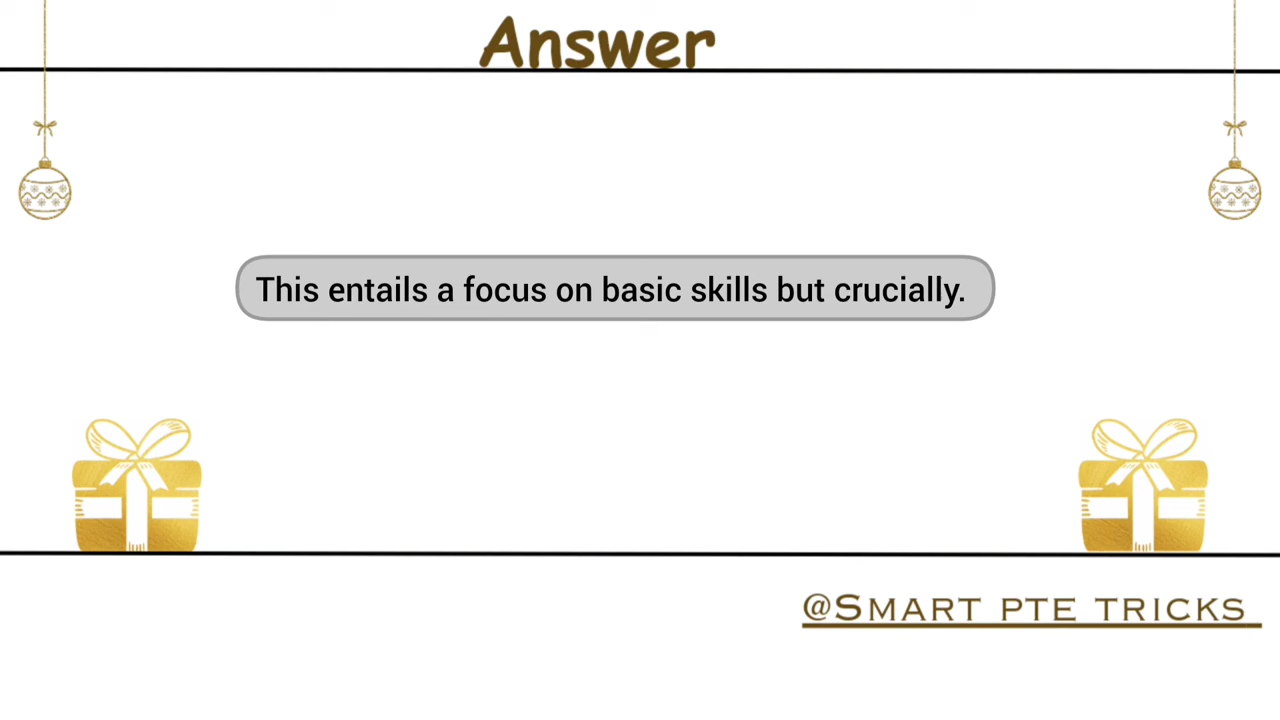 Answer
This entails a focus on basic skills but crucially.
@Smart PTE Tricks